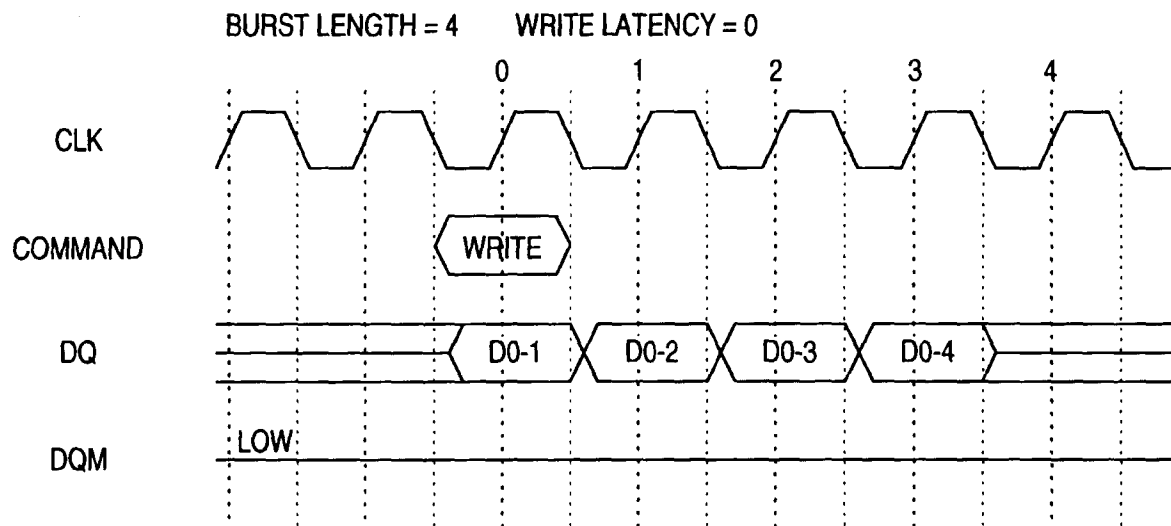 BURST LENGTH = 4 WRITE LATENCY = 0
0 1 2 3 4
CLK
COMMAND WRITE
DQ D0-1 D0-2 D0-3 D0-4
LOW
DQM